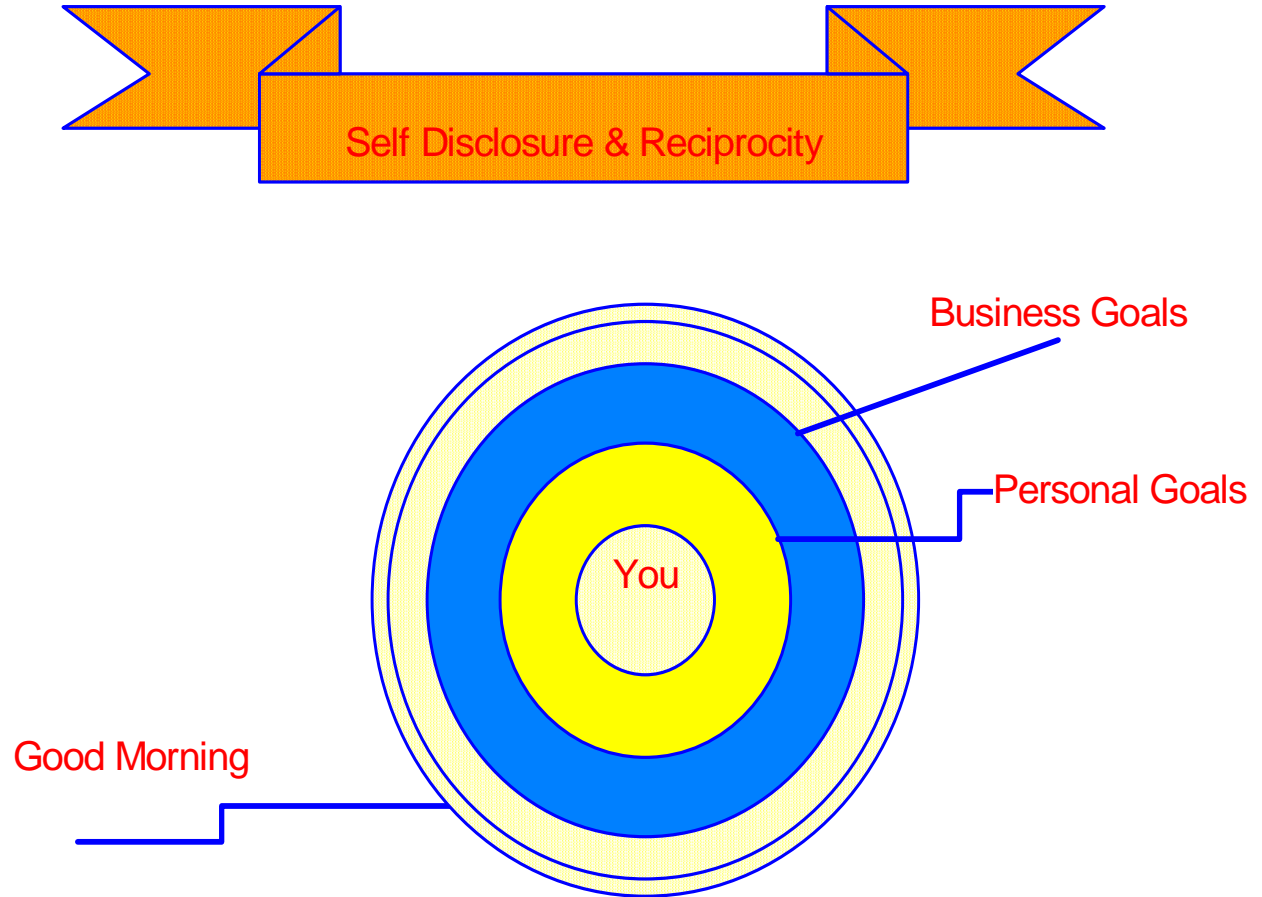 Self Disclosure & Reciprocity
Business Goals
Personal Goals
You
Good Morning